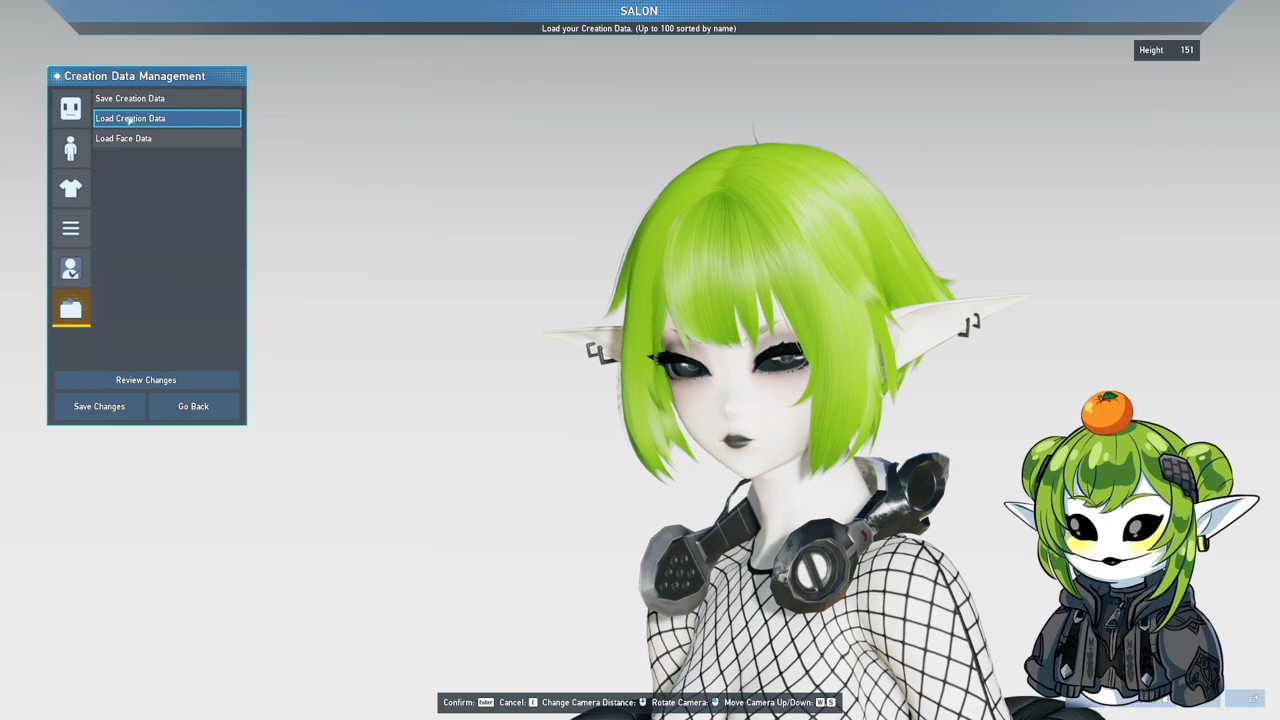 SALON
Load your Creation Data. (Up to 100 sorted by name)
Height 151
Creation Data Management
Save Creation Data
Load Creation Data
Load Face Data
Review Changes
Save Changes Go Back
Confirm: Enter Cancel: E Change Camera Distance: Rotate Camera: Move Camera Up/Down: W S